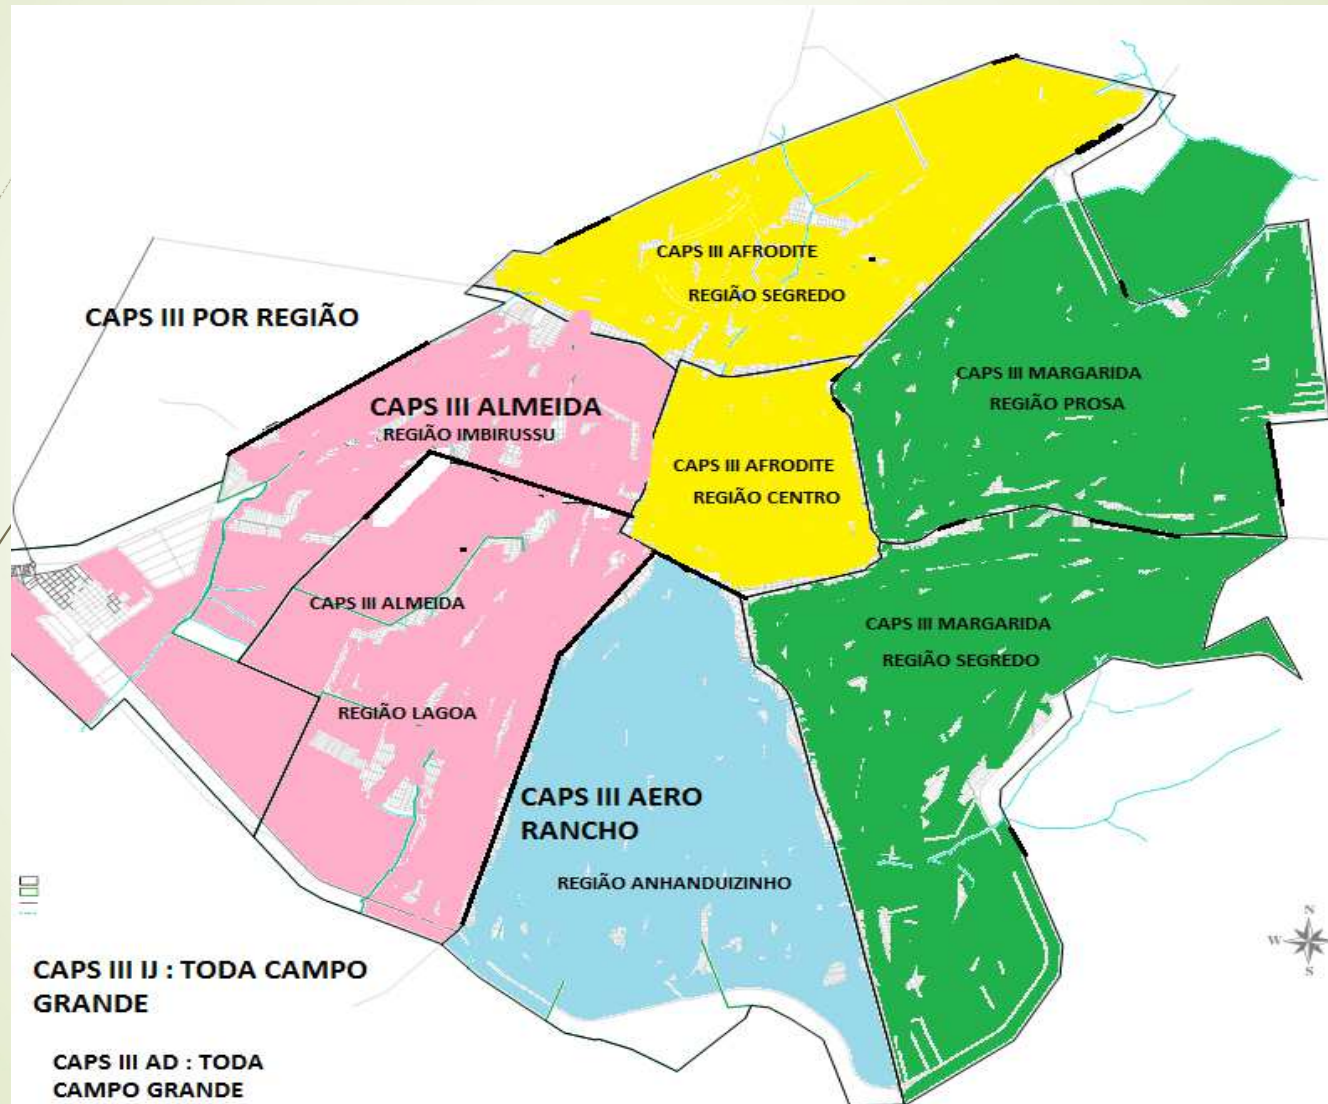 CAPS III POR REGIÃO
CAPS III AFRODITE
REGIÃO SEGREDO
CAPS III ALMEIDA
REGIÃO IMBIRUSSU
CAPS III MARGARIDA
REGIÃO PROSA
CAPS III AFRODITE
REGIÃO CENTRO
CAPS III ALMEIDA
REGIÃO LAGOA
CAPS III MARGARIDA
REGIÃO SEGREDO
CAPS III AERO
RANCHO
REGIÃO ANHANDUIZINHO
N
W
S
CAPS III IJ : TODA CAMPO
GRANDE
CAPS III AD : TODA
CAMPO GRANDE